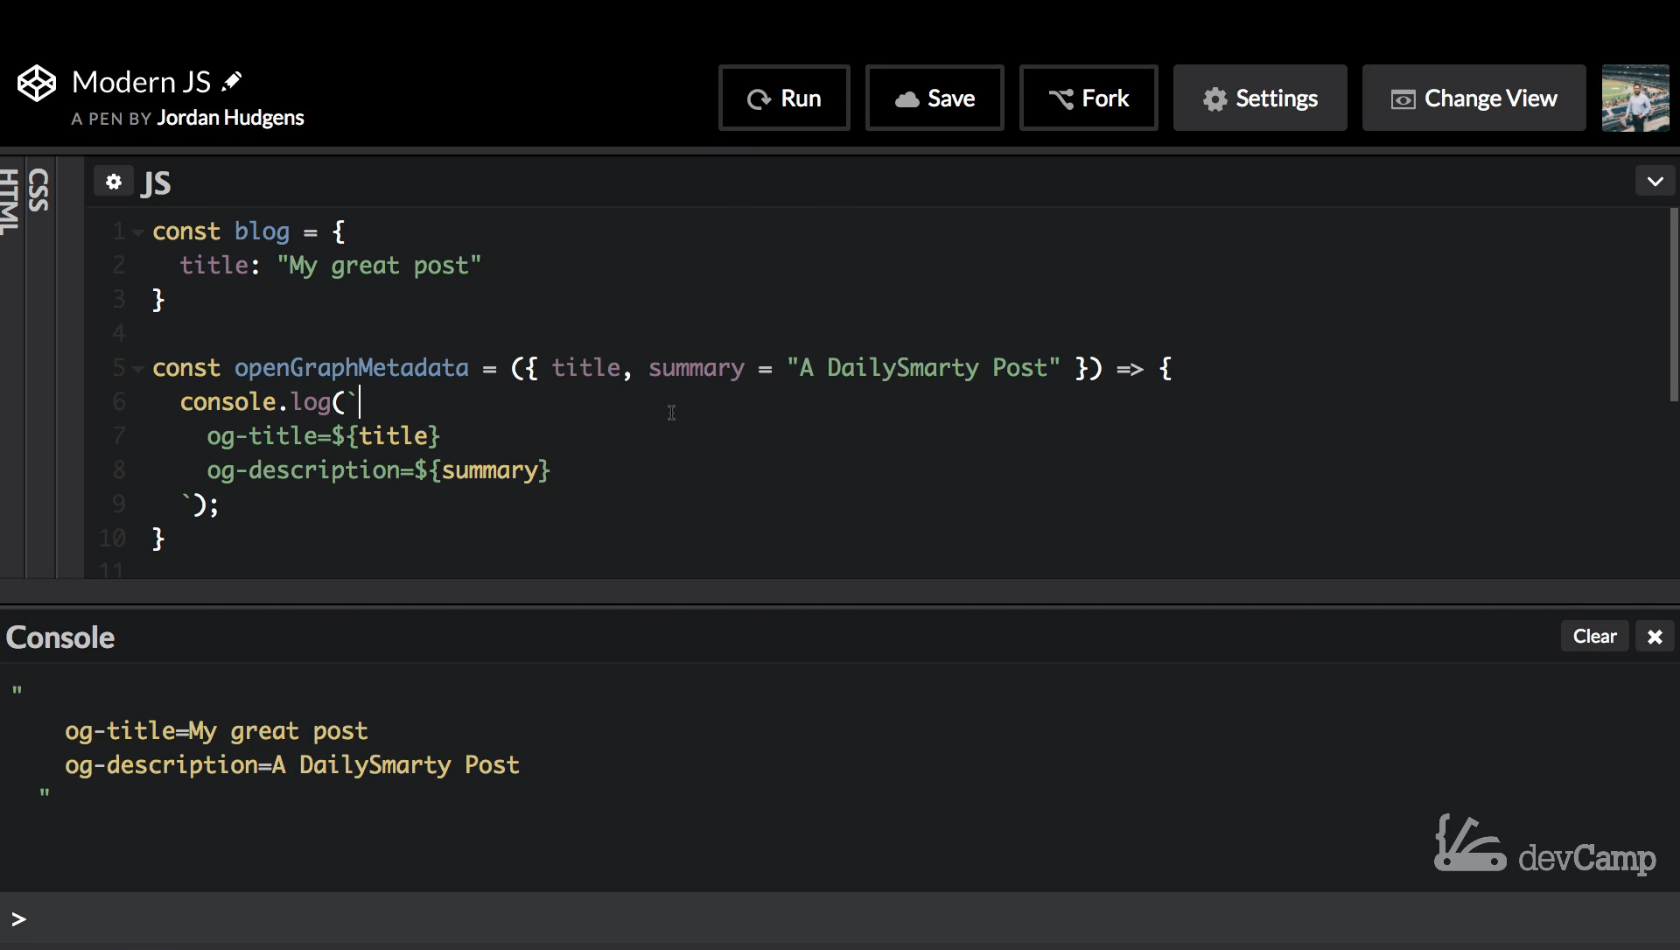 Modern JS
A PEN BY Jordan Hudgens
Run
Save
Fork
Settings
Change View
HTML
CSS
JS
1 const blog = {
2 title: "My great post"
3 }
4
5 const openGraphMetadata = ({ title, summary = "A DailySmarty Post" }) => {
6 console.log(`
7 og-title=${title}
8 og-description=${summary}
9 `);
10 }
11
Console
Clear
"
og-title=My great post
og-description=A DailySmarty Post
"
devCamp
>